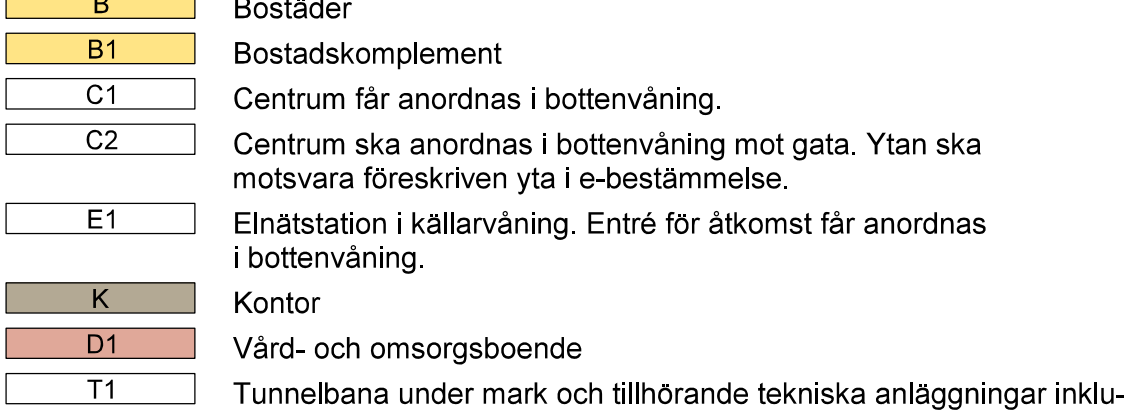 B Bostäder
B1 Bostadskomplement
C1 Centrum får anordnas i bottenvåning.
C2 Centrum ska anordnas i bottenvåning mot gata. Ytan ska
motsvara föreskriven yta i e-bestämmelse.
E1 Elnätstation i källarvåning. Entré för åtkomst får anordnas
i bottenvåning.
K Kontor
D1 Vård- och omsorgsboende
T1 Tunnelbana under mark och tillhörande tekniska anläggningar inklu-